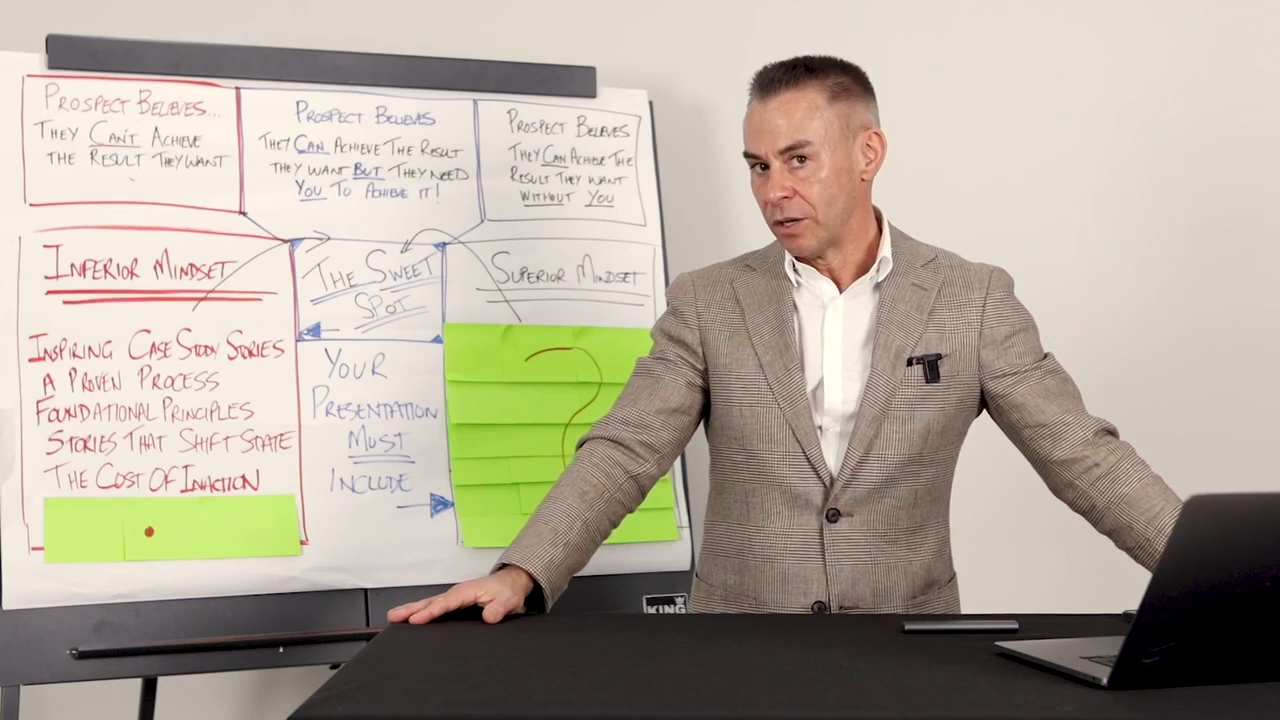 PROSPECT BELIEVES...
THEY CAN'T ACHIEVE
THE RESULT THEY WANT
PROSPECT BELIEVES
THEY CAN ACHIEVE THE RESULT
THEY WANT BUT THEY NEED
YOU TO ACHIEVE IT!
PROSPECT BELIEVES
THEY CAN ACHIEVE THE
RESULT THEY WANT
WITHOUT YOU
INFERIOR MINDSET
INSPIRING CASE STUDY STORIES
A PROVEN PROCESS
FOUNDATIONAL PRINCIPLES
STORIES THAT SHIFT STATE
THE COST OF INACTION
THE SWEET
SPOT
YOUR
PRESENTATION
MUST
INCLUDE
SUPERIOR MINDSET
?
KING